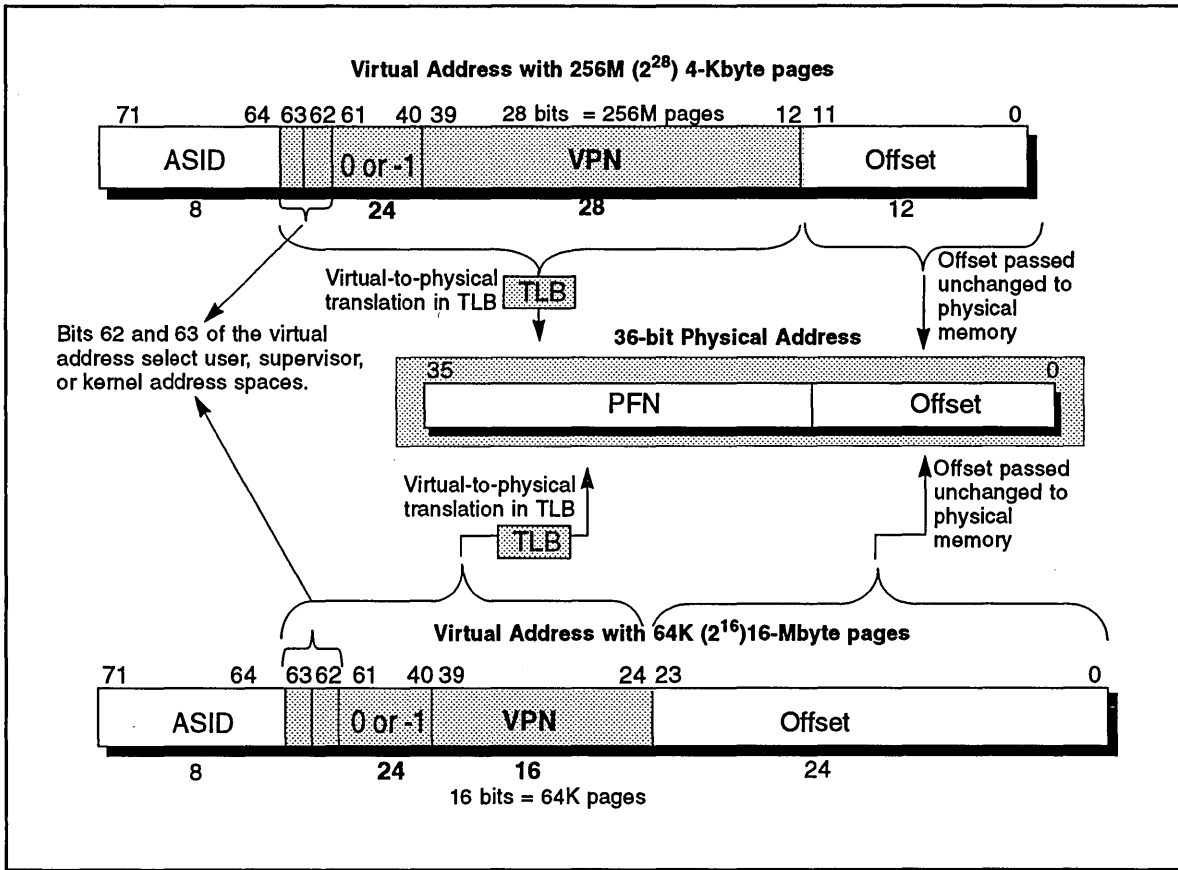 Virtual Address with 256M (2^28) 4-Kbyte pages
71 64 63 62 61 40 39 28 bits = 256M pages 12 11 0
ASID 0 or -1 VPN Offset
8 24 28 12
Virtual-to-physical
translation in TLB
TLB
Offset passed
unchanged to
physical
memory
Bits 62 and 63 of the virtual
address select user, supervisor,
or kernel address spaces.
36-bit Physical Address
35 0
PFN Offset
Virtual-to-physical
translation in TLB
TLB
Offset passed
unchanged to
physical
memory
Virtual Address with 64K (2^16)16-Mbyte pages
71 64 63 62 61 40 39 24 23 0
ASID 0 or -1 VPN Offset
8 24 16 24
16 bits = 64K pages